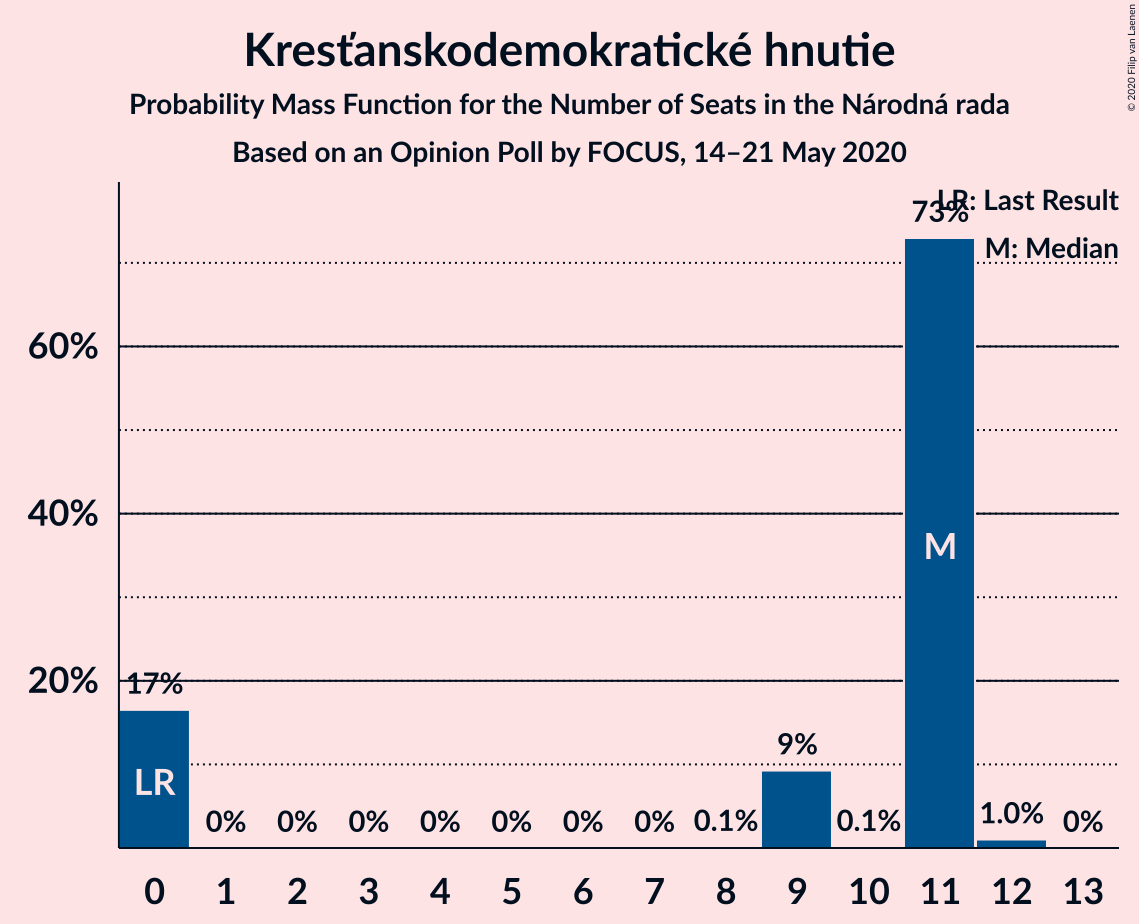 Kresťanskodemokratické hnutie
Probability Mass Function for the Number of Seats in the Národná rada
Based on an Opinion Poll by FOCUS, 14–21 May 2020
© 2020 Filip van Laenen
LR: Last Result
M: Median
73%
60%
40%
20%
17%
9%
0% 0% 0% 0% 0% 0% 0% 0.1% 0.1% 1.0% 0%
LR
M
0 1 2 3 4 5 6 7 8 9 10 11 12 13